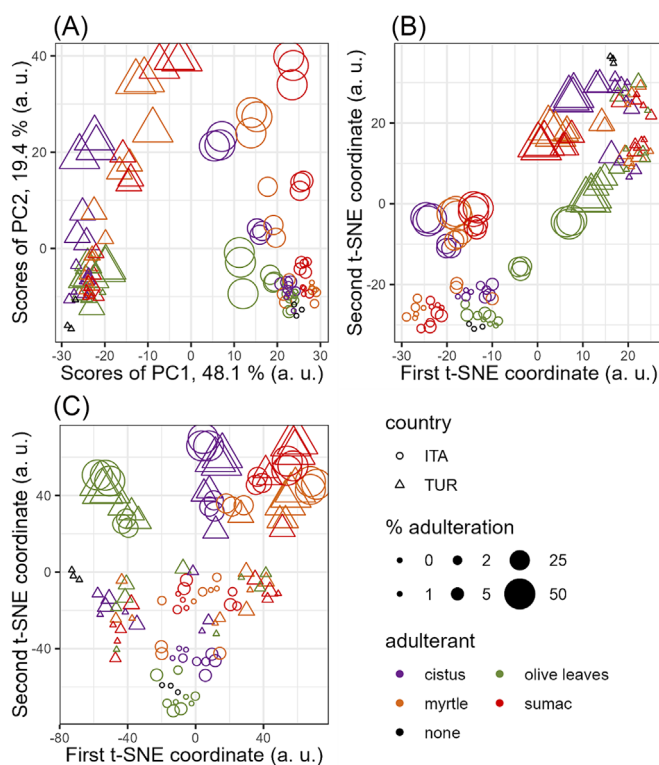 (A)
Scores of PC2, 19.4 % (a. u.)
40
20
0
-30 -20 -10 0 10 20 30
Scores of PC1, 48.1 % (a. u.)
(B)
Second t-SNE coordinate (a. u.)
20
0
-20
-30 -20 -10 0 10 20
First t-SNE coordinate (a. u.)
(C)
Second t-SNE coordinate (a. u.)
40
0
-40
-80 -40 0 40
First t-SNE coordinate (a. u.)
country
ITA
TUR
% adulteration
0 2 25
1 5 50
adulterant
cistus olive leaves
myrtle sumac
none